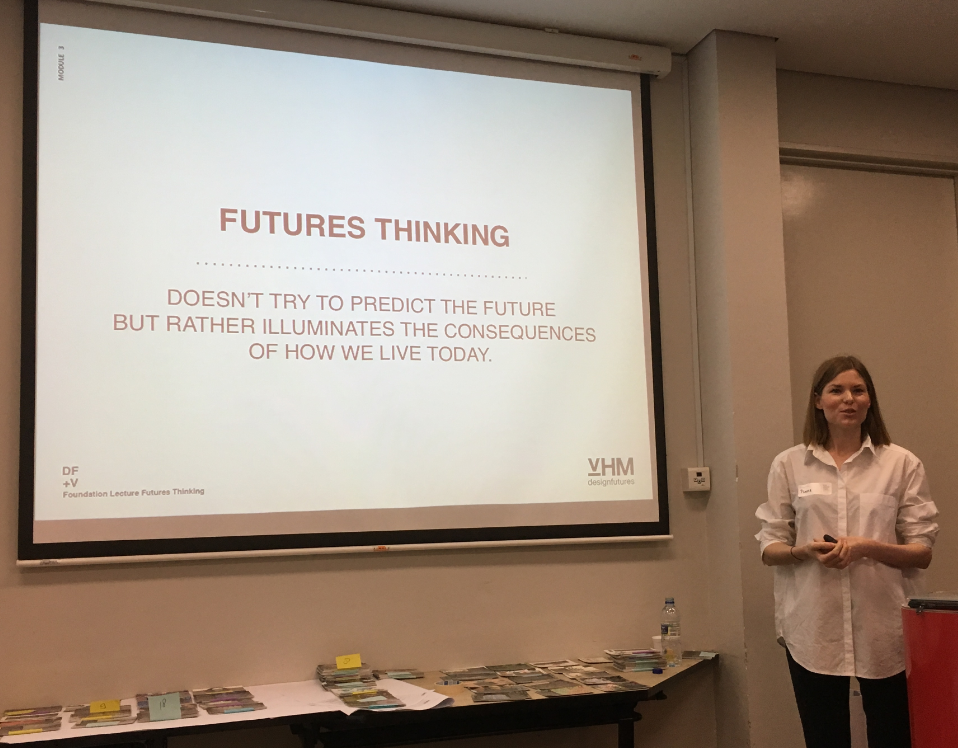 MODULE 3
FUTURES THINKING
DOESN'T TRY TO PREDICT THE FUTURE
BUT RATHER ILLUMINATES THE CONSEQUENCES
OF HOW WE LIVE TODAY.
DF
+V
Foundation Lecture Futures Thinking
VHM
designfutures